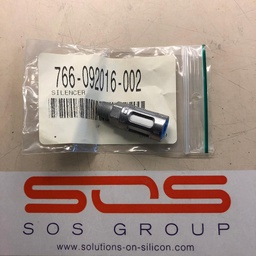 766-092016-002
SILENCER
SOS
SOS GROUP
www.solutions-on-silicon.com